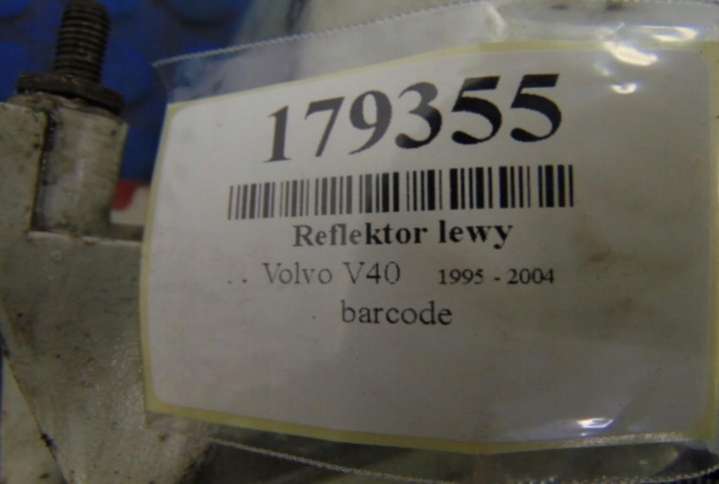 179355
Reflektor lewy
.. Volvo V40 1995 - 2004
barcode